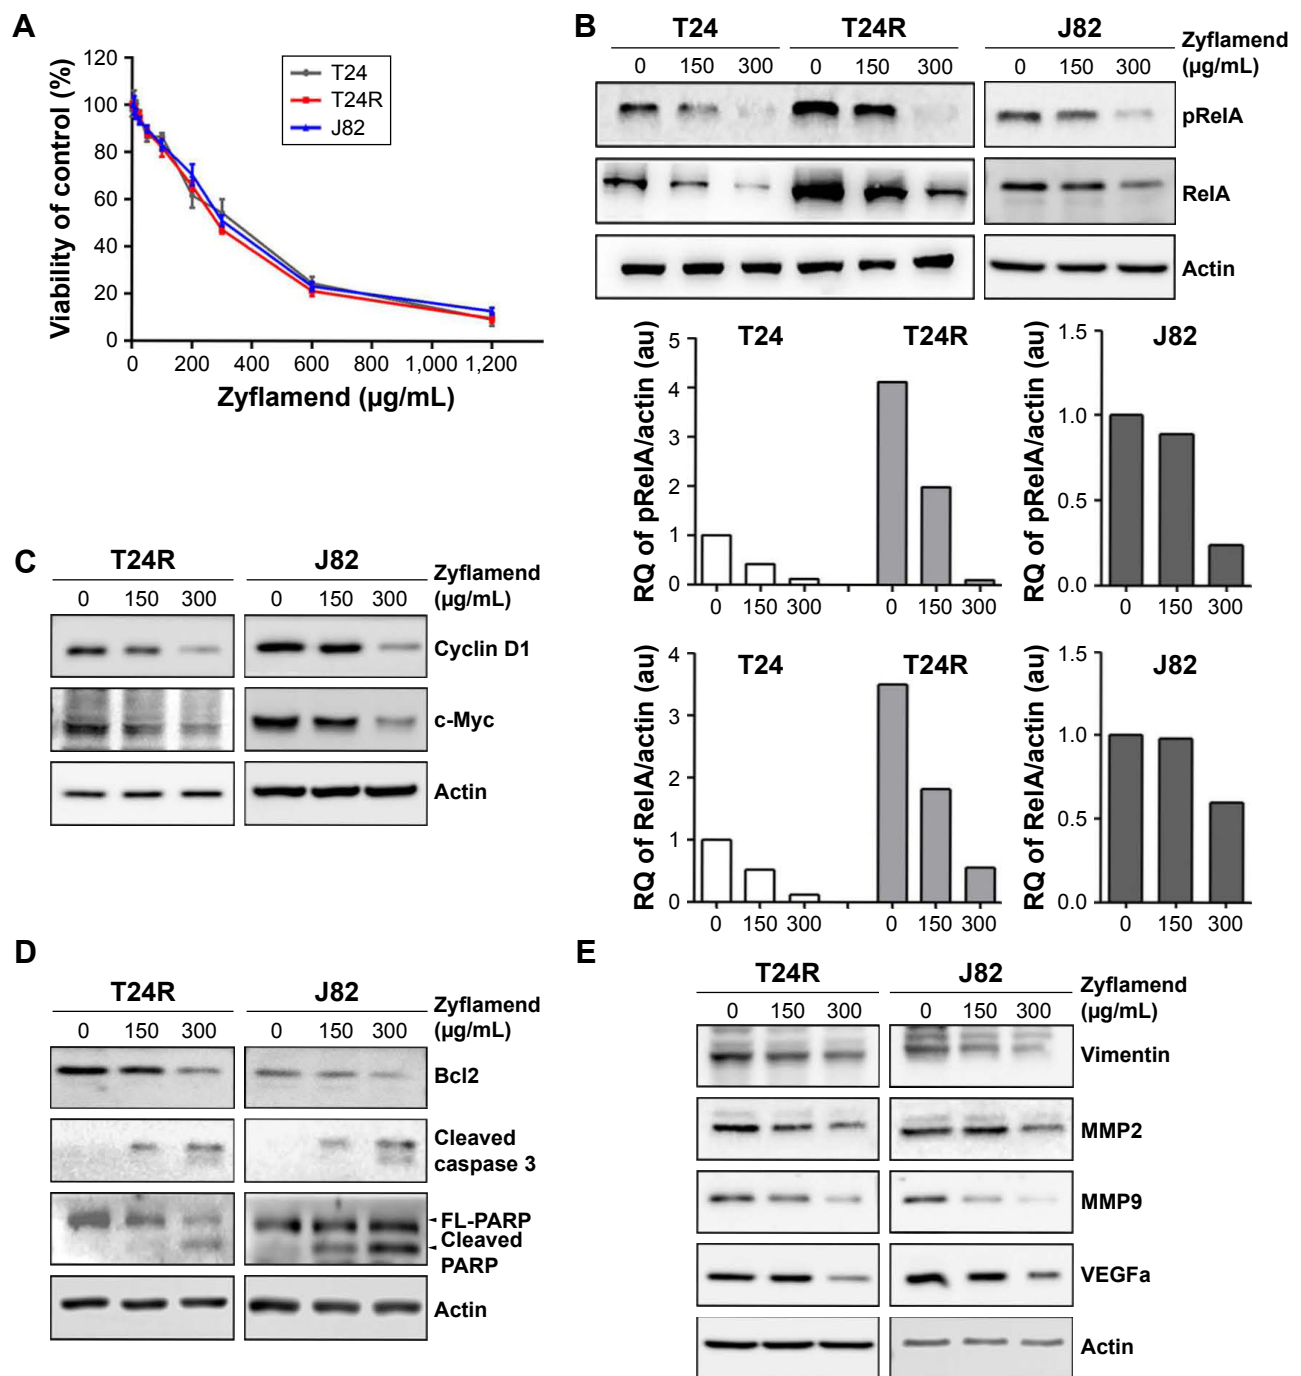 A
Viability of control (%)
120
100
80
60
40
20
0
T24
T24R
J82
0 200 400 600 800 1,000 1,200
Zyflamend (µg/mL)
B
T24 T24R J82
Zyflamend
(µg/mL)
0 150 300 0 150 300 0 150 300
pRelA
RelA
Actin
RQ of pRelA/actin (au)
5
4
3
2
1
0
T24 T24R
0 150 300 0 150 300
RQ of pRelA/actin (au)
1.5
1.0
0.5
0.0
J82
0 150 300
RQ of RelA/actin (au)
4
3
2
1
0
T24 T24R
0 150 300 0 150 300
RQ of RelA/actin (au)
1.5
1.0
0.5
0.0
J82
0 150 300
C
T24R J82
Zyflamend
(µg/mL)
0 150 300 0 150 300
Cyclin D1
c-Myc
Actin
D
T24R J82
Zyflamend
(µg/mL)
0 150 300 0 150 300
Bcl2
Cleaved
caspase 3
FL-PARP
Cleaved
PARP
Actin
E
T24R J82
Zyflamend
(µg/mL)
0 150 300 0 150 300
Vimentin
MMP2
MMP9
VEGFa
Actin